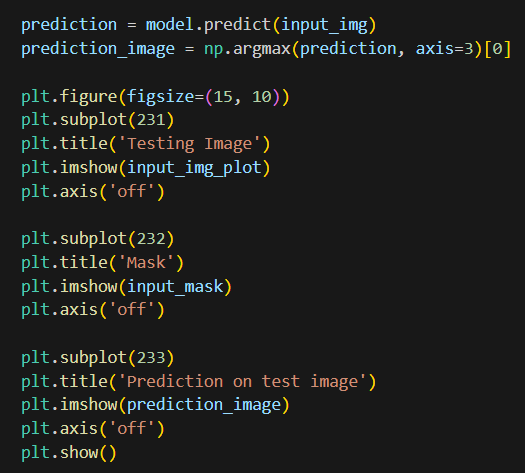 prediction = model.predict(input_img)
prediction_image = np.argmax(prediction, axis=3)[0]

plt.figure(figsize=(15, 10))
plt.subplot(231)
plt.title('Testing Image')
plt.imshow(input_img_plot)
plt.axis('off')

plt.subplot(232)
plt.title('Mask')
plt.imshow(input_mask)
plt.axis('off')

plt.subplot(233)
plt.title('Prediction on test image')
plt.imshow(prediction_image)
plt.axis('off')
plt.show()